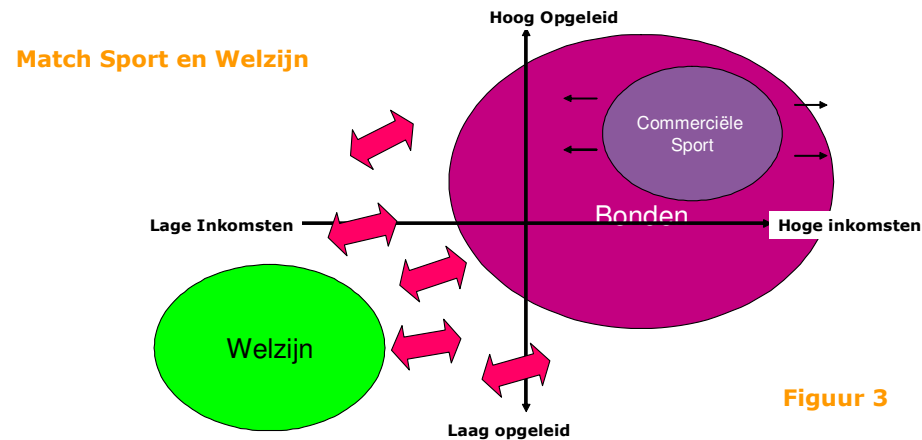 Hoog Opgeleid
Match Sport en Welzijn
Commerciële
Sport
Lage Inkomsten
Bonden
Hoge inkomsten
Welzijn
Figuur 3
Laag opgeleid